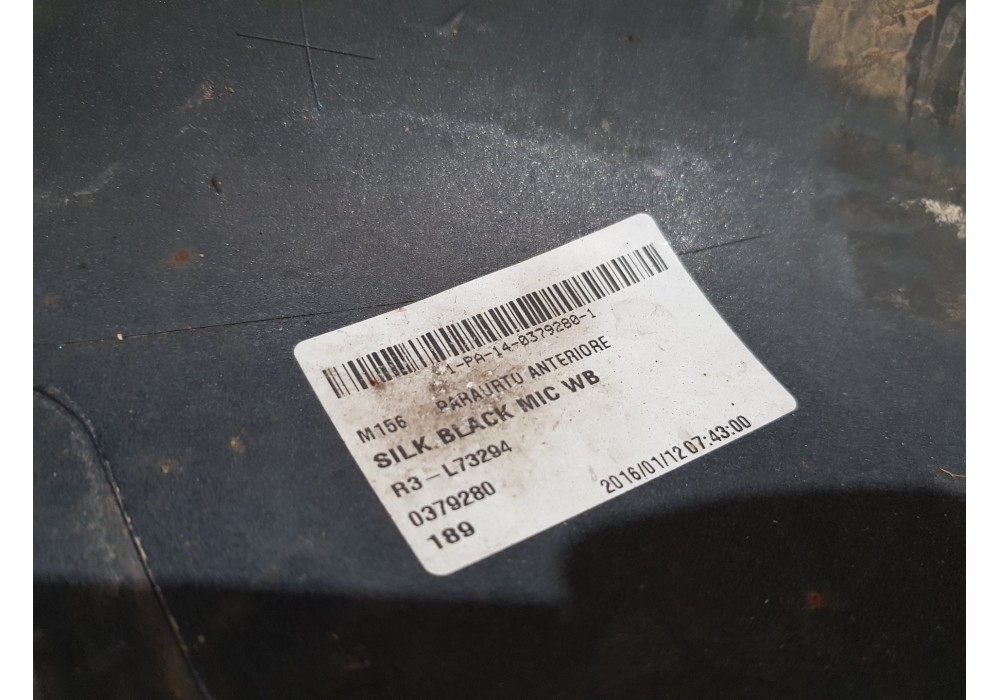 1-PA-14-0379280-1
M156 PARAURTO ANTERIORE
SILK.BLACK MIC WB
R3-L73294
0379280 2016/01/12 07:43:00
189